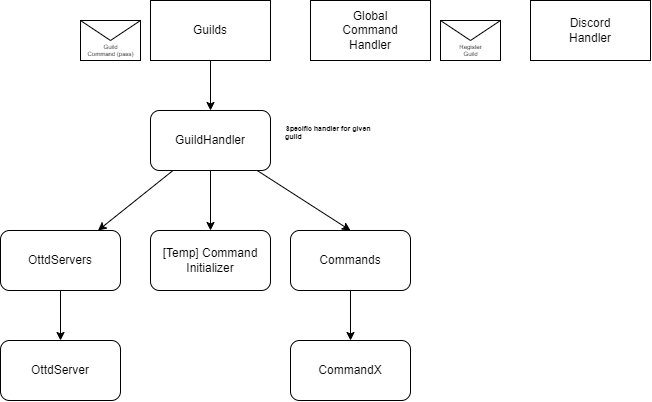 Guilds
Global
Command
Handler
Discord
Handler
Guild
Command (pass)
Register
Guild
GuildHandler
Specific handler for given
guild
OttdServers
[Temp] Command
Initializer
Commands
OttdServer
CommandX